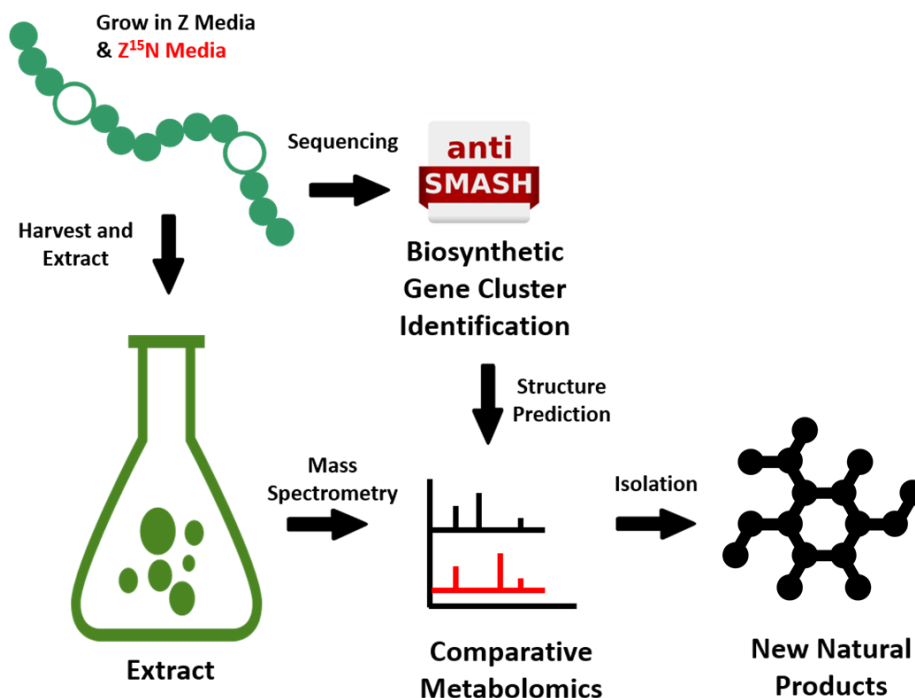 Grow in Z Media
& Z¹⁵N Media
Sequencing
anti
SMASH
Harvest and
Extract
Biosynthetic
Gene Cluster
Identification
Structure
Prediction
Mass
Spectrometry
Isolation
Extract
Comparative
Metabolomics
New Natural
Products